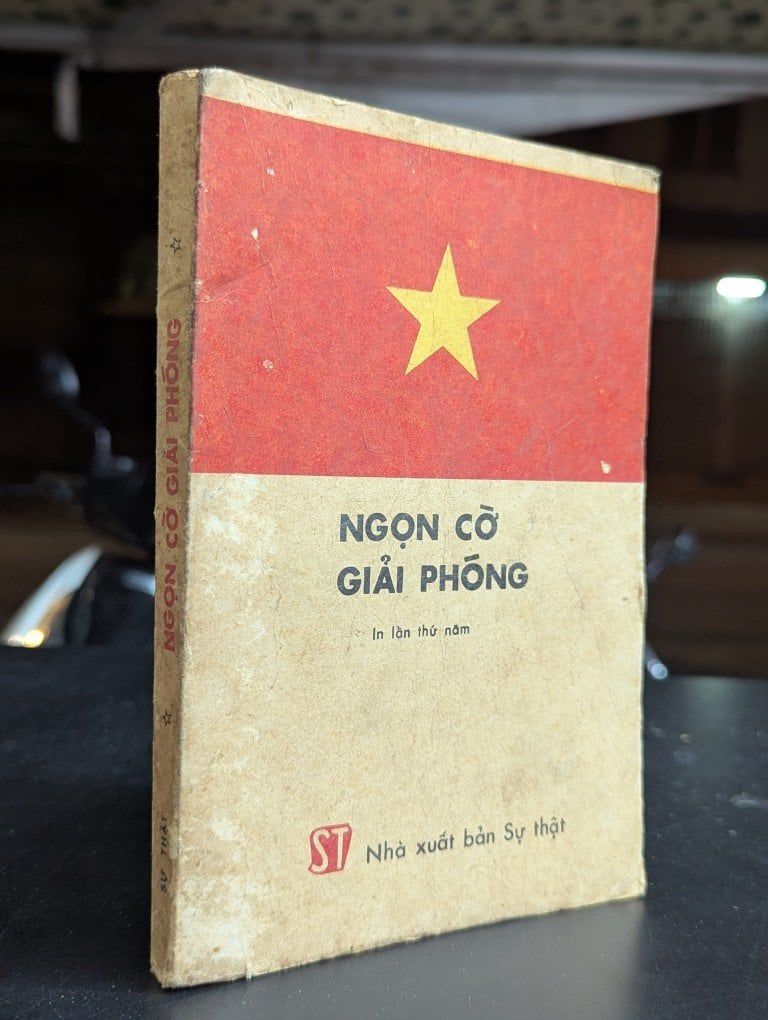 NGỌN CỜ
GIẢI PHÓNG
In lần thứ năm
ST Nhà xuất bản Sự thật
NGỌN CỜ GIẢI PHÓNG
SỰ THẬT